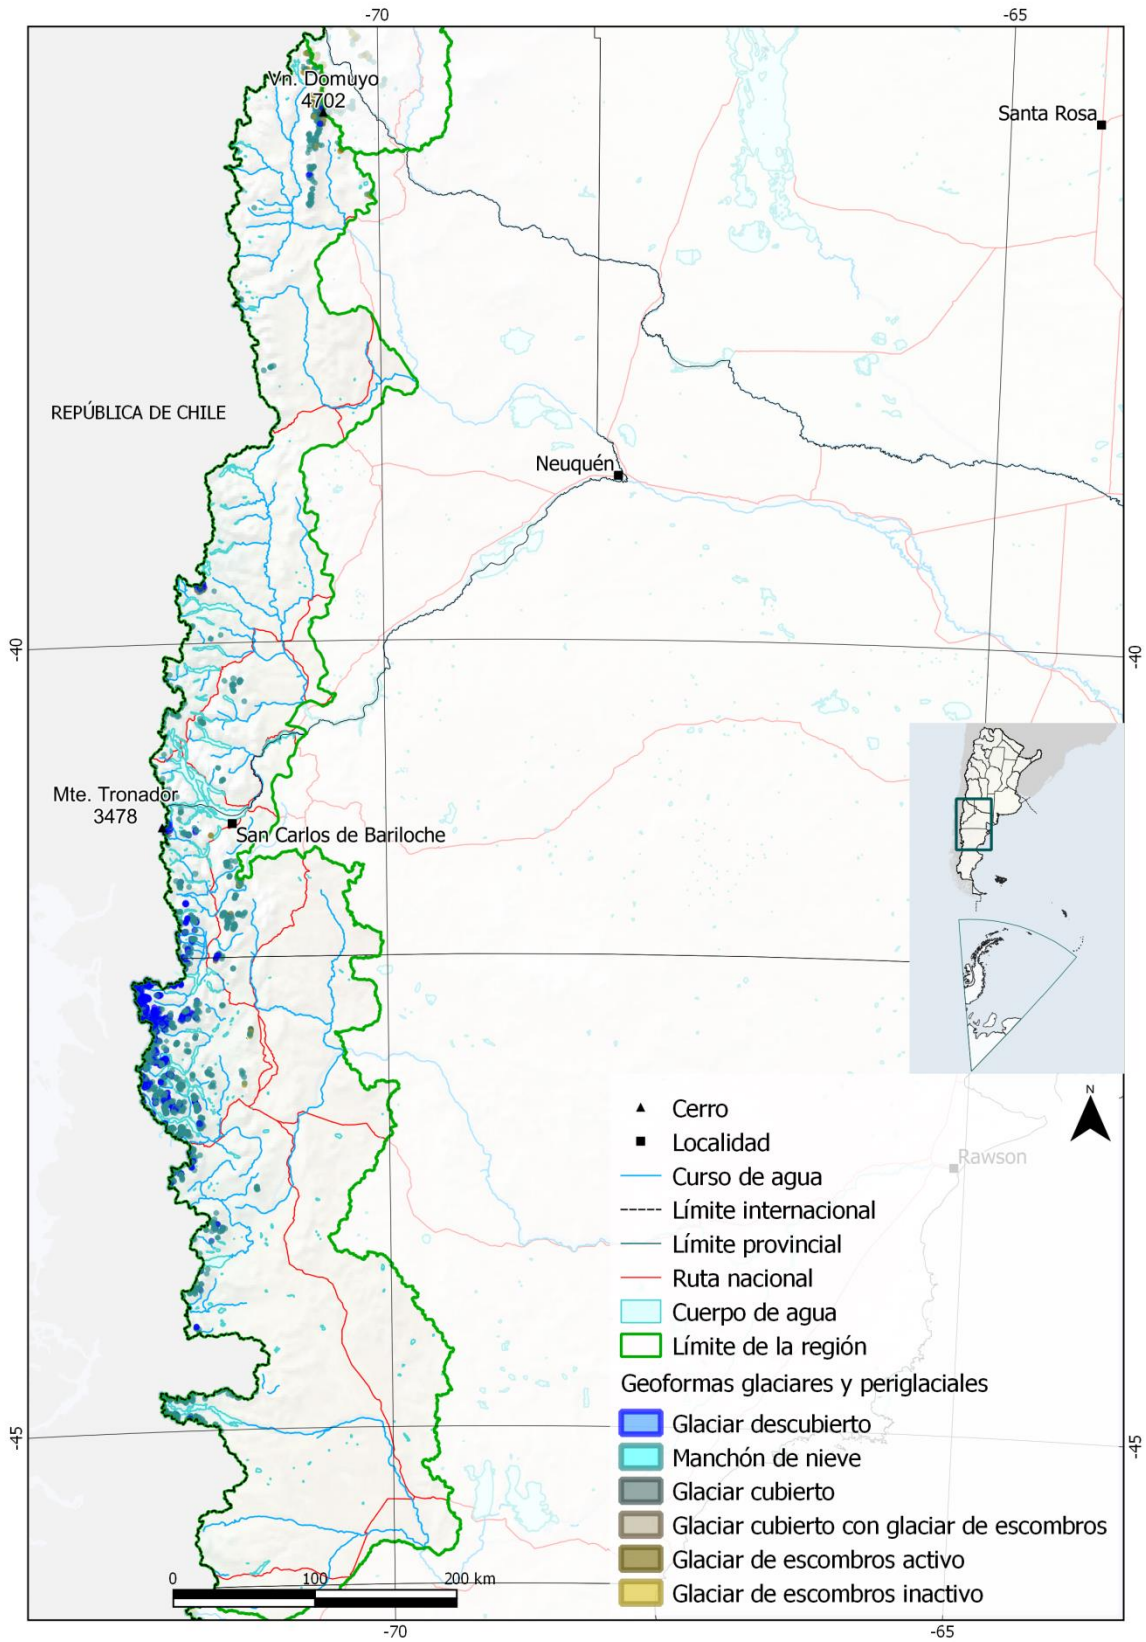 -70
-65
Vn. Domuyo
4702
Santa Rosa
REPÚBLICA DE CHILE
Neuquén
-40
-40
Mte. Tronador
3478
San Carlos de Bariloche
N
Cerro
Localidad
Rawson
Curso de agua
Límite internacional
Límite provincial
Ruta nacional
Cuerpo de agua
Límite de la región
Geoformas glaciares y periglaciales
Glaciar descubierto
-45
-45
Manchón de nieve
Glaciar cubierto
Glaciar cubierto con glaciar de escombros
Glaciar de escombros activo
Glaciar de escombros inactivo
0 100 200 km
-70
-65